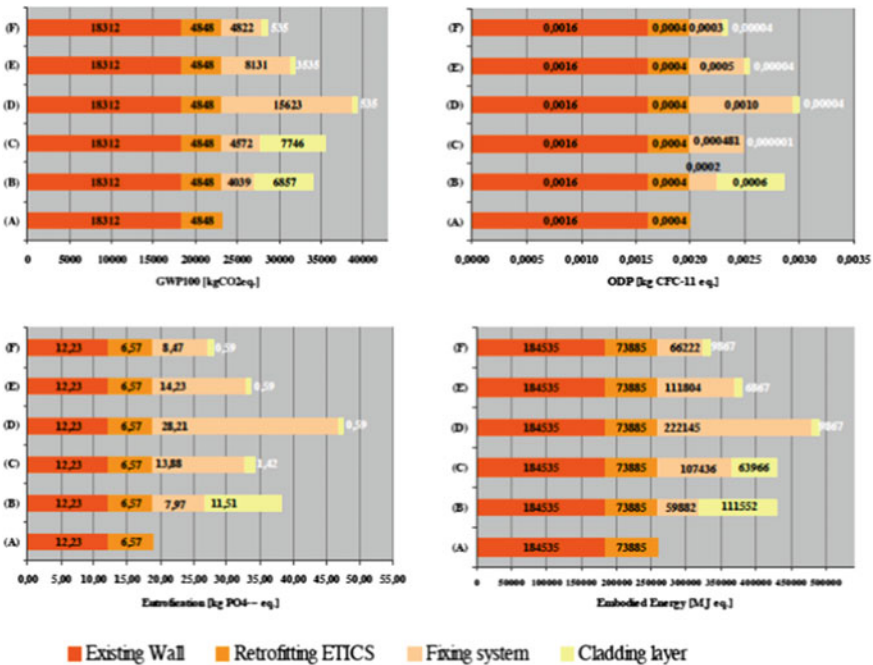 (F) 18312 4848 4822 535
(E) 18312 4848 8131 3535
(D) 18312 4848 15623 535
(C) 18312 4848 4572 7746
(B) 18312 4848 4039 6857
(A) 18312 4848
0 5000 10000 15000 20000 25000 30000 35000 40000
GWP100 [kgCO2eq.]
(F) 0,0016 0,0004 0,0003 0,00004
(E) 0,0016 0,0004 0,0005 0,00004
(D) 0,0016 0,0004 0,0010 0,00004
(C) 0,0016 0,0004 0,000481 0,000001
0,0002
(B) 0,0016 0,0004 0,0006
(A) 0,0016 0,0004
0,0000 0,0005 0,0010 0,0015 0,0020 0,0025 0,0030 0,0035
ODP [kg CFC-11 eq.]
(F) 12,23 6,57 8,47 0,59
(E) 12,23 6,57 14,23 0,59
(D) 12,23 6,57 28,21 0,59
(C) 12,23 6,57 13,88 1,42
(B) 12,23 6,57 7,97 11,51
(A) 12,23 6,57
0,00 5,00 10,00 15,00 20,00 25,00 30,00 35,00 40,00 45,00 50,00 55,00
Eutrofication [kg PO4--- eq.]
(F) 184535 73885 66222 9867
(E) 184535 73885 111804 6867
(D) 184535 73885 222145 9867
(C) 184535 73885 107436 63966
(B) 184535 73885 59882 111552
(A) 184535 73885
0 50000 100000 150000 200000 250000 300000 350000 400000 450000 500000
Embodied Energy [MJ eq.]
Existing Wall Retrofitting ETICS Fixing system Cladding layer